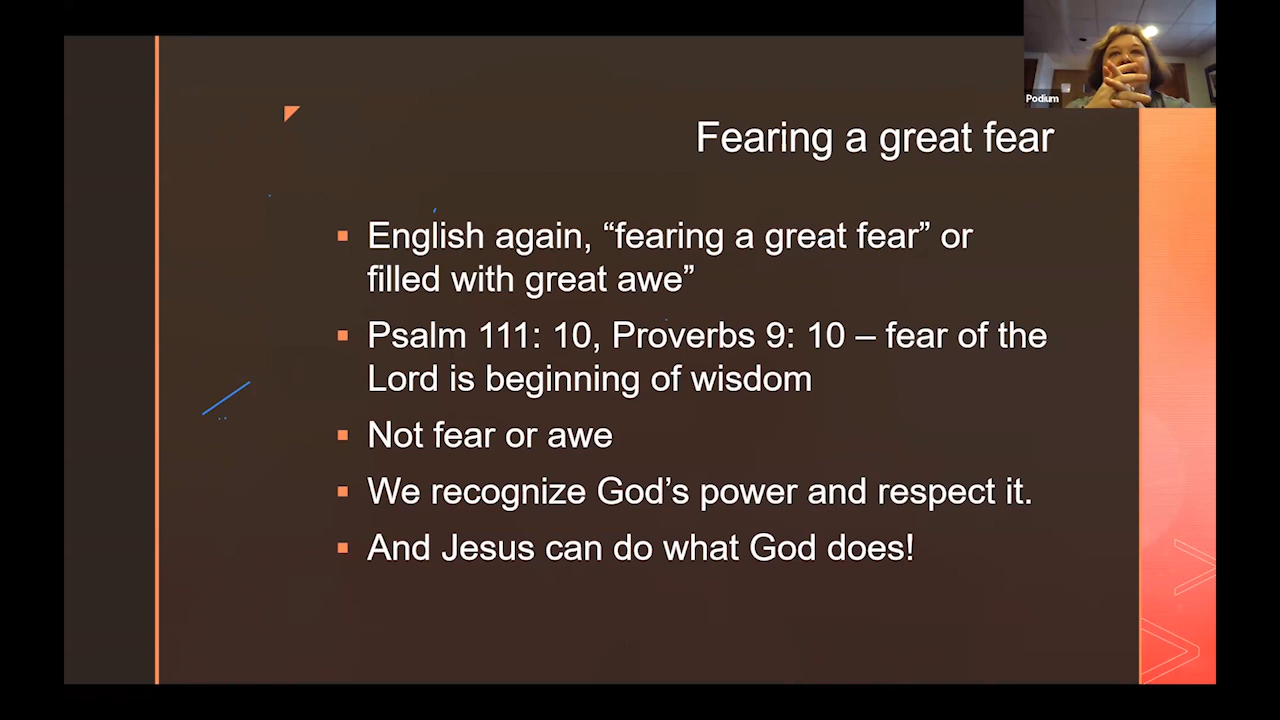 Podium
Fearing a great fear
English again, “fearing a great fear” or
filled with great awe”
Psalm 111: 10, Proverbs 9: 10 – fear of the
Lord is beginning of wisdom
Not fear or awe
We recognize God’s power and respect it.
And Jesus can do what God does!